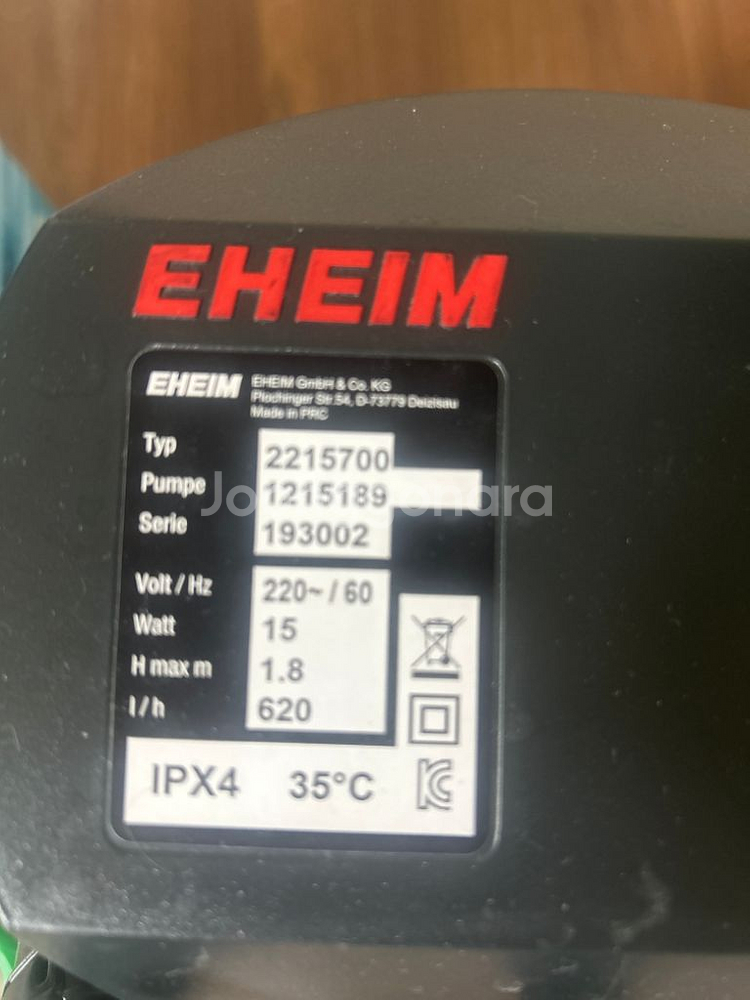 EHEIM
EHEIM EHEIM GmbH & Co. KG
Plochinger Str.54, D-73779 Deizisau
Made in PRC
Typ 2215700
Pumpe 1215189
Serie 193002
Volt / Hz 220~ / 60
Watt 15
H max m 1.8
l / h 620
IPX4 35°C